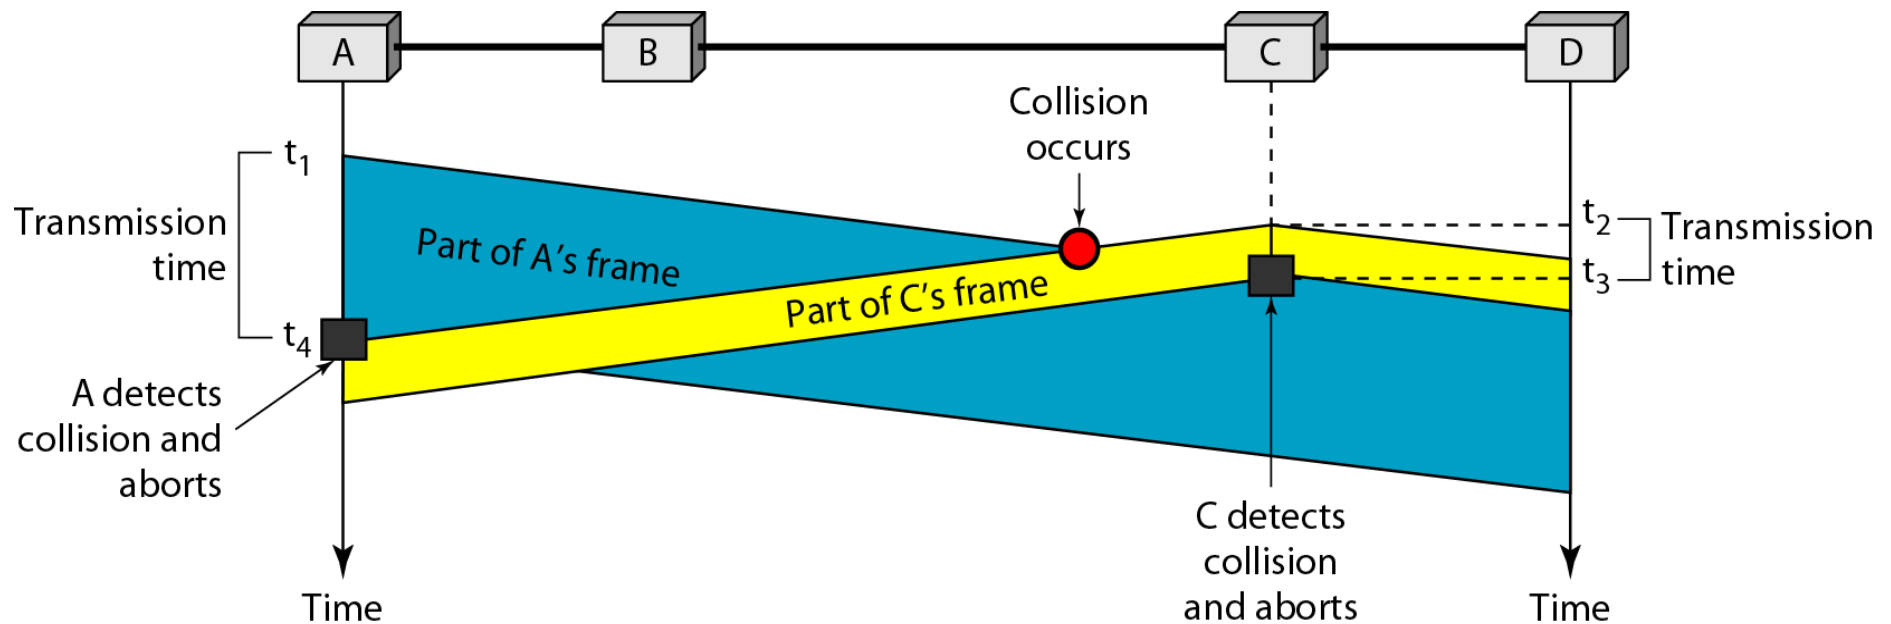 A
B
C
D
Collision
occurs
t1
Transmission
time
t4
Part of A's frame
Part of C's frame
t2
t3
Transmission
time
A detects
collision and
aborts
C detects
collision
and aborts
Time
Time